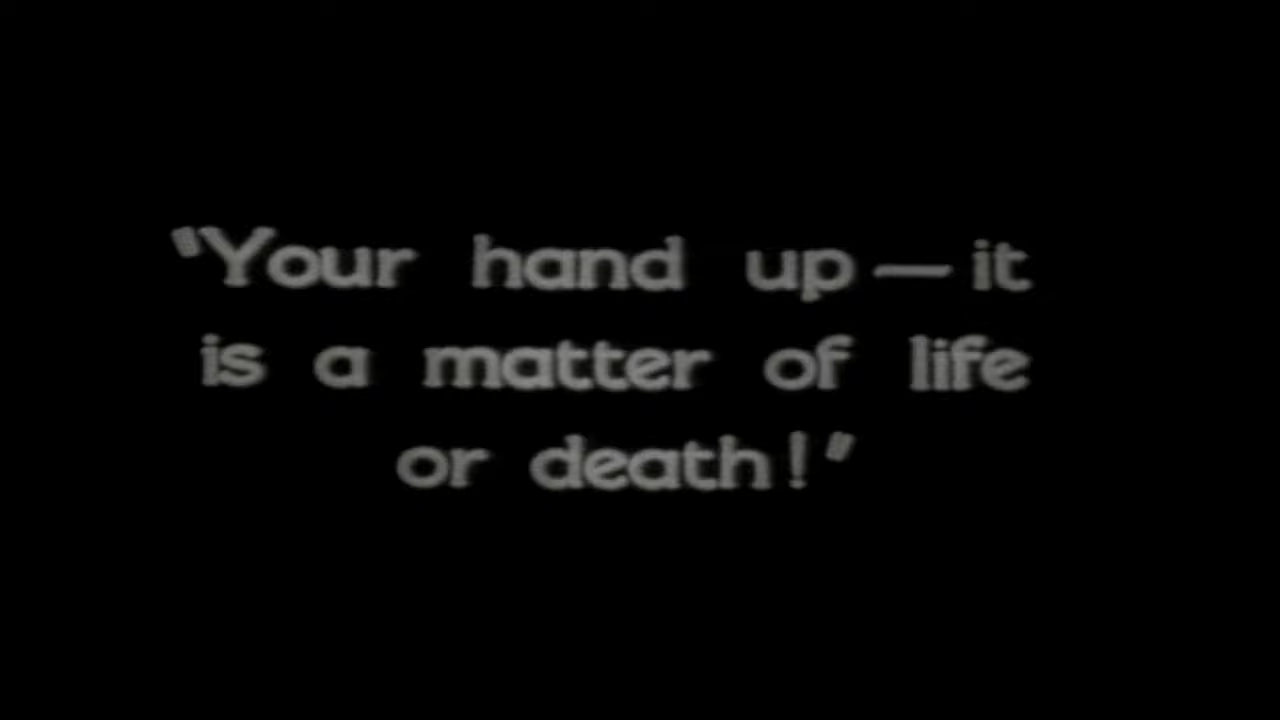 "Your hand up—it
is a matter of life
or death!"